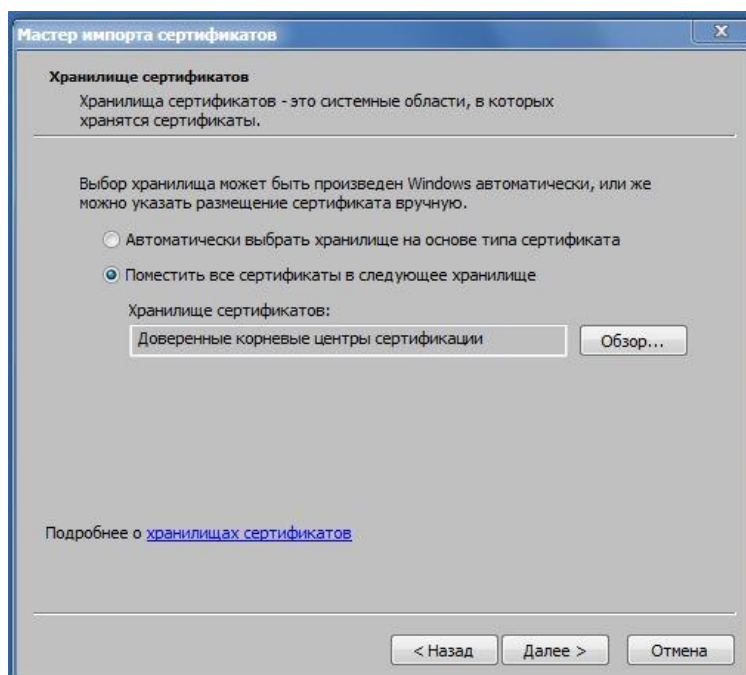 Мастер импорта сертификатов
Хранилище сертификатов
Хранилища сертификатов - это системные области, в которых
хранятся сертификаты.
Выбор хранилища может быть произведен Windows автоматически, или же
можно указать размещение сертификата вручную.
Автоматически выбрать хранилище на основе типа сертификата
Поместить все сертификаты в следующее хранилище
Хранилище сертификатов:
Доверенные корневые центры сертификации
Обзор...
Подробнее о хранилищах сертификатов
< Назад
Далее >
Отмена